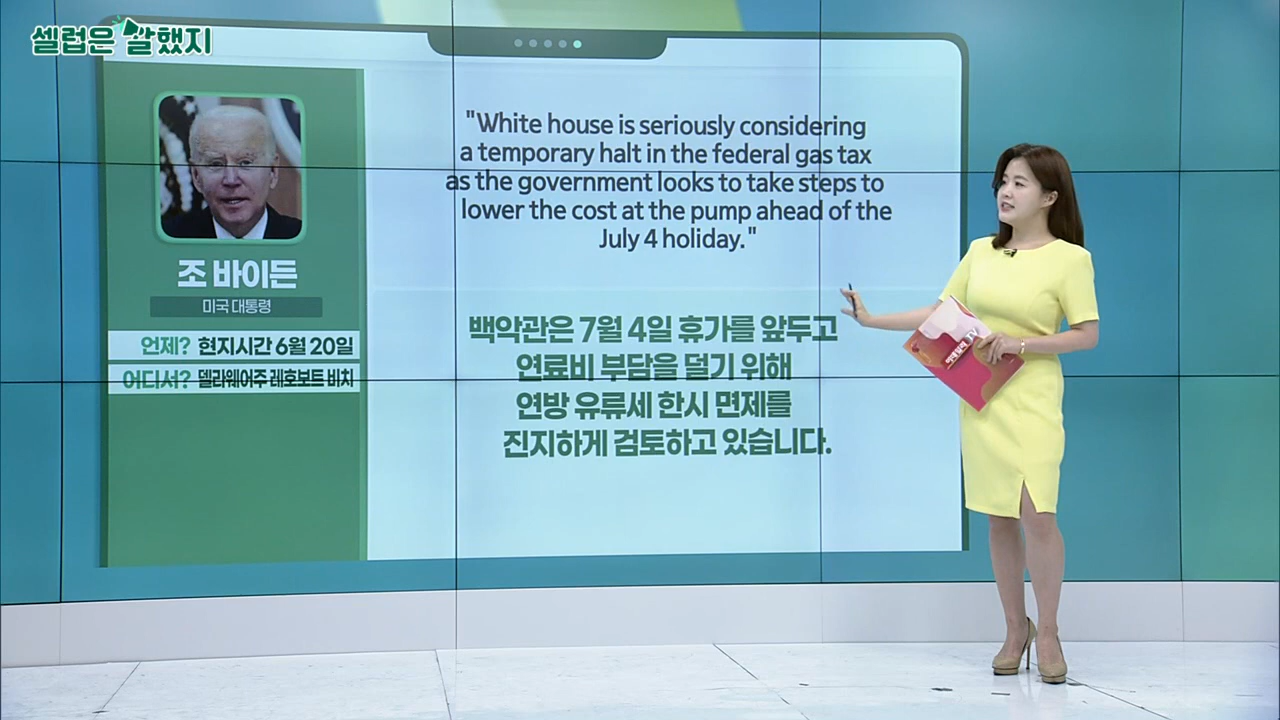 셀럽은 말했지
"White house is seriously considering
a temporary halt in the federal gas tax
as the government looks to take steps to
lower the cost at the pump ahead of the
July 4 holiday."
조 바이든
미국 대통령
언제? 현지시간 6월 20일
어디서? 델라웨어주 레호보트 비치
백악관은 7월 4일 휴가를 앞두고
연료비 부담을 덜기 위해
연방 유류세 한시 면제를
진지하게 검토하고 있습니다.